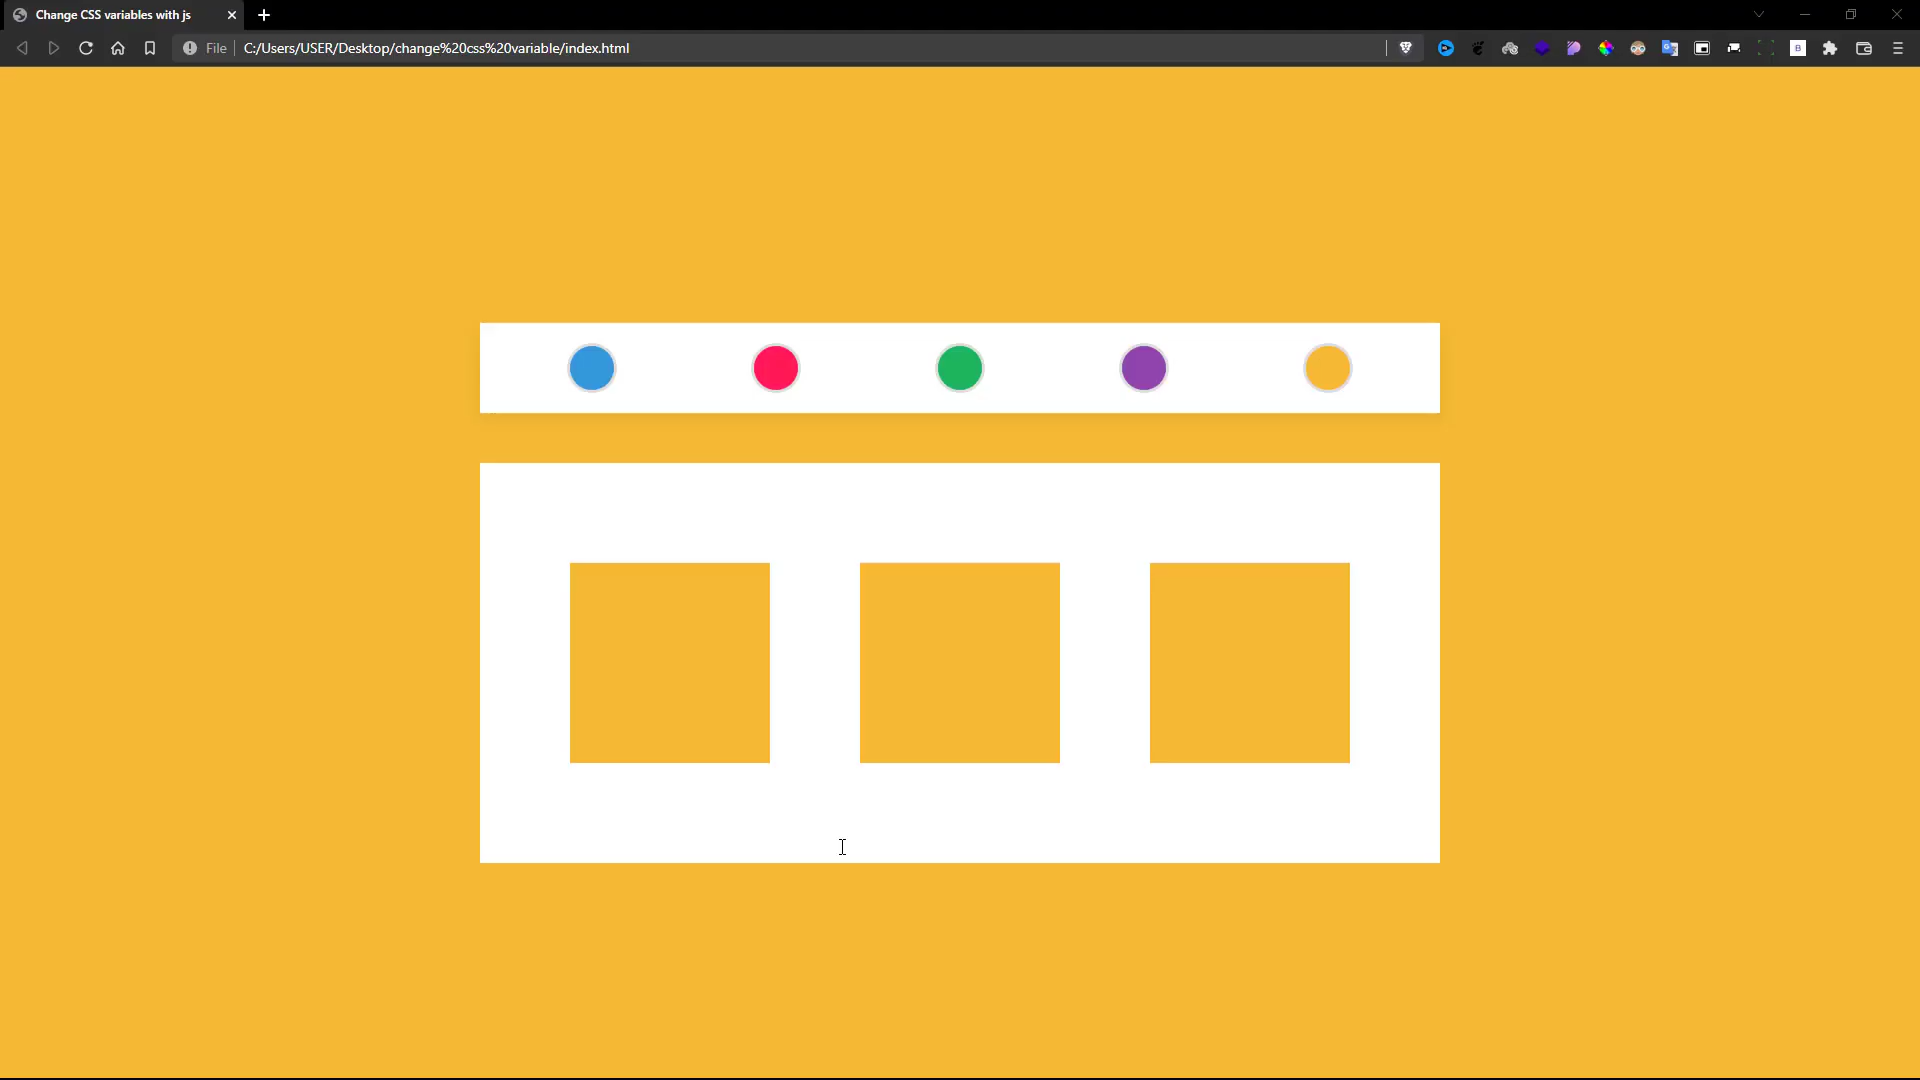 Change CSS variables with js
File
C:/Users/USER/Desktop/change%20css%20variable/index.html
B